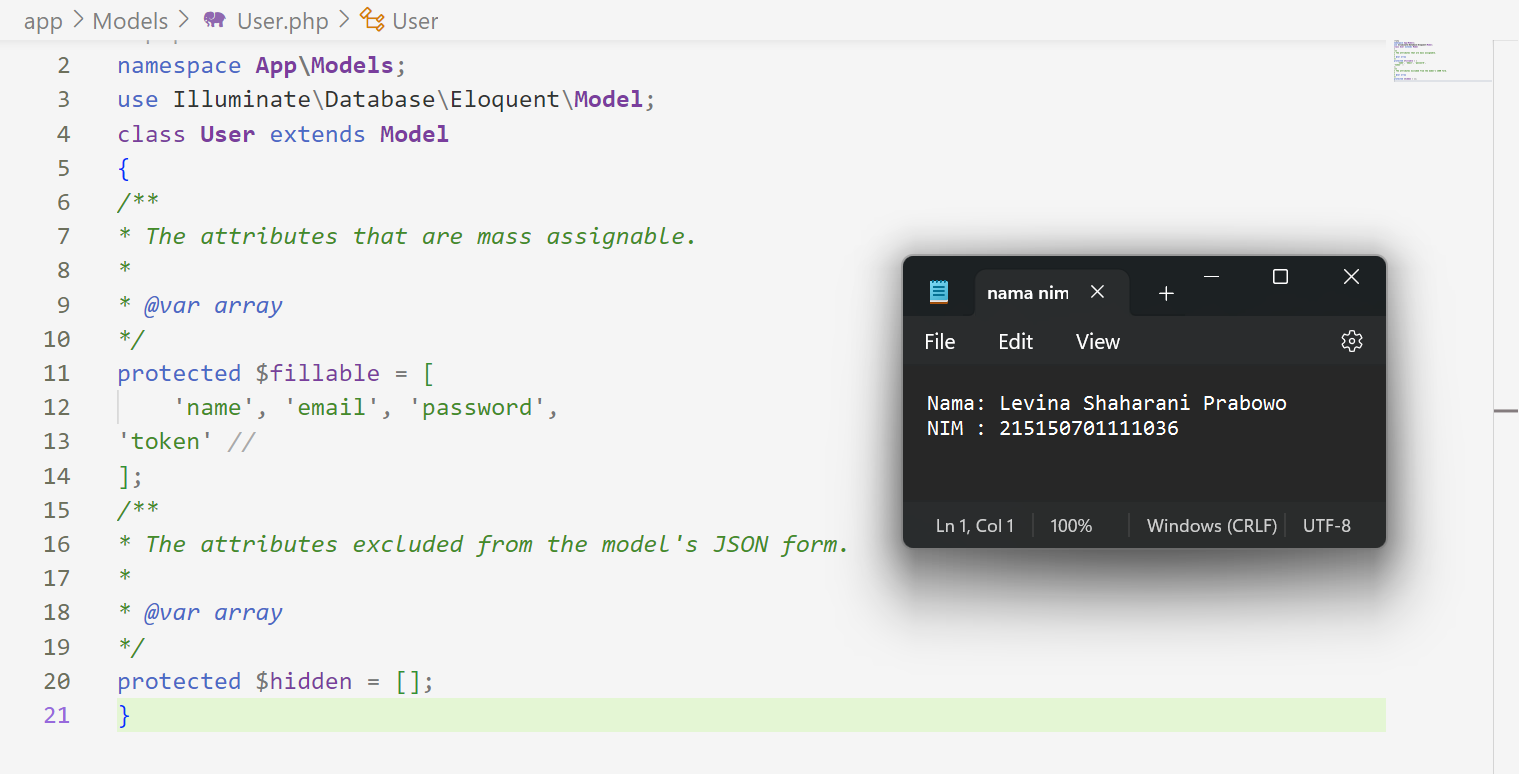 app > Models > User.php > User
2 namespace App\Models;
3 use Illuminate\Database\Eloquent\Model;
4 class User extends Model
5 {
6 /**
7 * The attributes that are mass assignable.
8 *
9 * @var array
10 */
11 protected $fillable = [
12     'name', 'email', 'password',
13 'token' //
14 ];
15 /**
16 * The attributes excluded from the model's JSON form.
17 *
18 * @var array
19 */
20 protected $hidden = [];
21 }
nama nim
File Edit View
Nama: Levina Shaharani Prabowo
NIM : 215150701111036
Ln 1, Col 1 100% Windows (CRLF) UTF-8